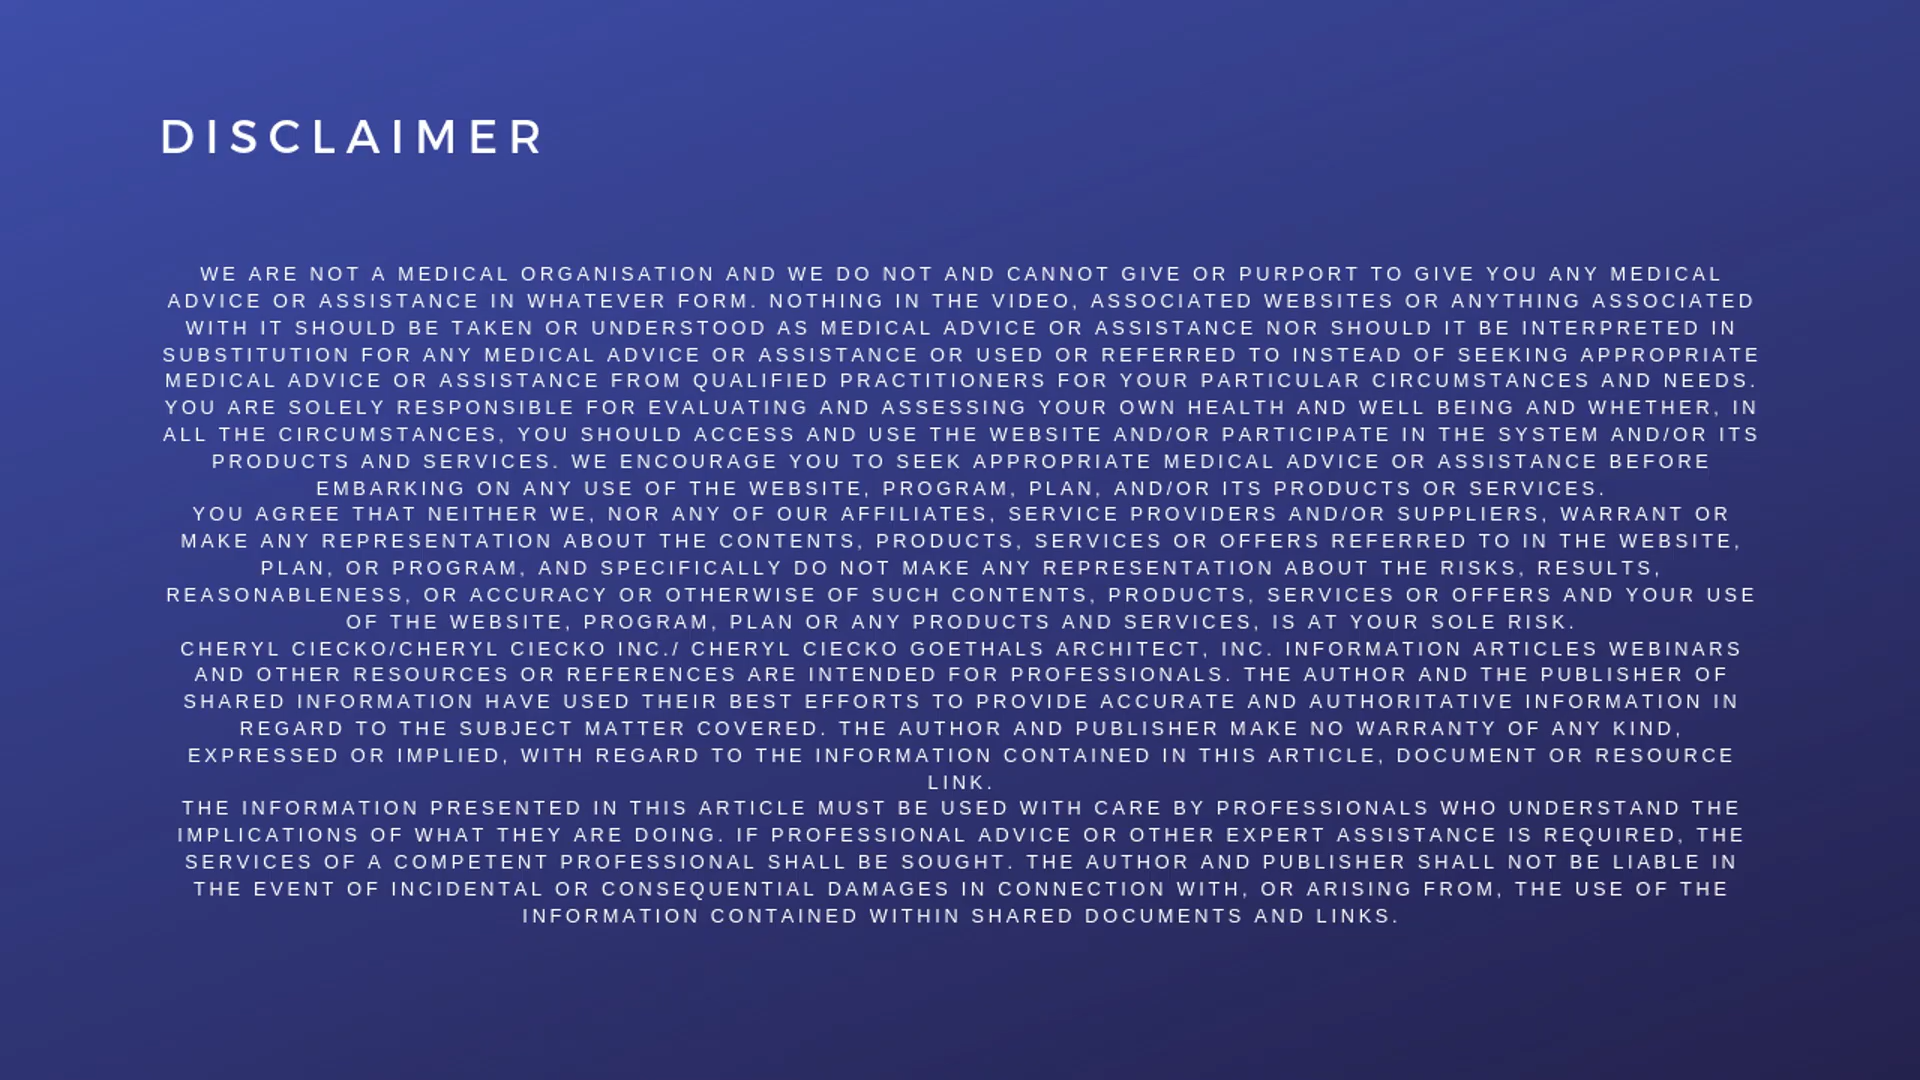 DISCLAIMER
WE ARE NOT A MEDICAL ORGANISATION AND WE DO NOT AND CANNOT GIVE OR PURPORT TO GIVE YOU ANY MEDICAL
ADVICE OR ASSISTANCE IN WHATEVER FORM. NOTHING IN THE VIDEO, ASSOCIATED WEBSITES OR ANYTHING ASSOCIATED
WITH IT SHOULD BE TAKEN OR UNDERSTOOD AS MEDICAL ADVICE OR ASSISTANCE NOR SHOULD IT BE INTERPRETED IN
SUBSTITUTION FOR ANY MEDICAL ADVICE OR ASSISTANCE OR USED OR REFERRED TO INSTEAD OF SEEKING APPROPRIATE
MEDICAL ADVICE OR ASSISTANCE FROM QUALIFIED PRACTITIONERS FOR YOUR PARTICULAR CIRCUMSTANCES AND NEEDS.
YOU ARE SOLELY RESPONSIBLE FOR EVALUATING AND ASSESSING YOUR OWN HEALTH AND WELL BEING AND WHETHER, IN
ALL THE CIRCUMSTANCES, YOU SHOULD ACCESS AND USE THE WEBSITE AND/OR PARTICIPATE IN THE SYSTEM AND/OR ITS
PRODUCTS AND SERVICES. WE ENCOURAGE YOU TO SEEK APPROPRIATE MEDICAL ADVICE OR ASSISTANCE BEFORE
EMBARKING ON ANY USE OF THE WEBSITE, PROGRAM, PLAN, AND/OR ITS PRODUCTS OR SERVICES.
YOU AGREE THAT NEITHER WE, NOR ANY OF OUR AFFILIATES, SERVICE PROVIDERS AND/OR SUPPLIERS, WARRANT OR
MAKE ANY REPRESENTATION ABOUT THE CONTENTS, PRODUCTS, SERVICES OR OFFERS REFERRED TO IN THE WEBSITE,
PLAN, OR PROGRAM, AND SPECIFICALLY DO NOT MAKE ANY REPRESENTATION ABOUT THE RISKS, RESULTS,
REASONABLENESS, OR ACCURACY OR OTHERWISE OF SUCH CONTENTS, PRODUCTS, SERVICES OR OFFERS AND YOUR USE
OF THE WEBSITE, PROGRAM, PLAN OR ANY PRODUCTS AND SERVICES, IS AT YOUR SOLE RISK.
CHERYL CIECKO/CHERYL CIECKO INC./ CHERYL CIECKO GOETHALS ARCHITECT, INC. INFORMATION ARTICLES WEBINARS
AND OTHER RESOURCES OR REFERENCES ARE INTENDED FOR PROFESSIONALS. THE AUTHOR AND THE PUBLISHER OF
SHARED INFORMATION HAVE USED THEIR BEST EFFORTS TO PROVIDE ACCURATE AND AUTHORITATIVE INFORMATION IN
REGARD TO THE SUBJECT MATTER COVERED. THE AUTHOR AND PUBLISHER MAKE NO WARRANTY OF ANY KIND,
EXPRESSED OR IMPLIED, WITH REGARD TO THE INFORMATION CONTAINED IN THIS ARTICLE, DOCUMENT OR RESOURCE
LINK.
THE INFORMATION PRESENTED IN THIS ARTICLE MUST BE USED WITH CARE BY PROFESSIONALS WHO UNDERSTAND THE
IMPLICATIONS OF WHAT THEY ARE DOING. IF PROFESSIONAL ADVICE OR OTHER EXPERT ASSISTANCE IS REQUIRED, THE
SERVICES OF A COMPETENT PROFESSIONAL SHALL BE SOUGHT. THE AUTHOR AND PUBLISHER SHALL NOT BE LIABLE IN
THE EVENT OF INCIDENTAL OR CONSEQUENTIAL DAMAGES IN CONNECTION WITH, OR ARISING FROM, THE USE OF THE
INFORMATION CONTAINED WITHIN SHARED DOCUMENTS AND LINKS.